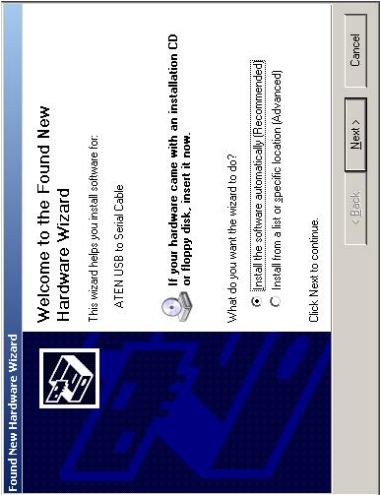 Found New Hardware Wizard
Welcome to the Found New
Hardware Wizard
This wizard helps you install software for:
ATEN USB to Serial Cable
If your hardware came with an installation CD
or floppy disk, insert it now.
What do you want the wizard to do?
Install the software automatically (Recommended)
Install from a list or specific location (Advanced)
Click Next to continue.
< Back
Next >
Cancel